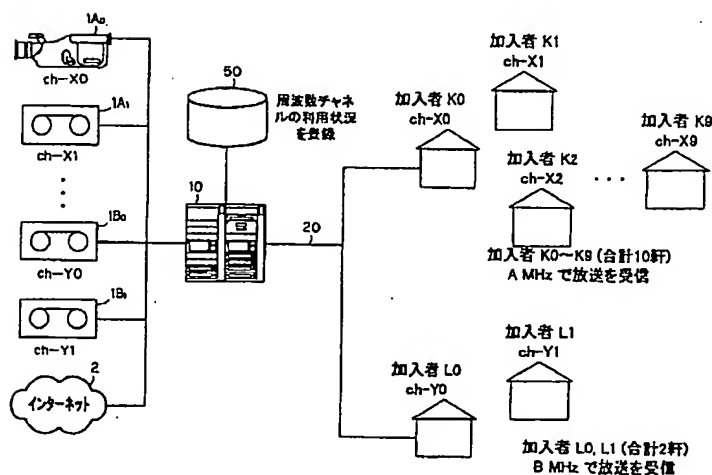 1A₀
ch-X0
1A₁
ch-X1
1B₀
ch-Y0
1B₁
ch-Y1
2
インターネット
50
周波数チャネ
ルの利用状況
を登録
10
20
加入者 K0
ch-X0
加入者 K1
ch-X1
加入者 K2
ch-X2
加入者 K9
ch-X9
加入者 K0～K9 (合計10軒)
A MHz で放送を受信
加入者 L0
ch-Y0
加入者 L1
ch-Y1
加入者 L0, L1 (合計2軒)
B MHz で放送を受信